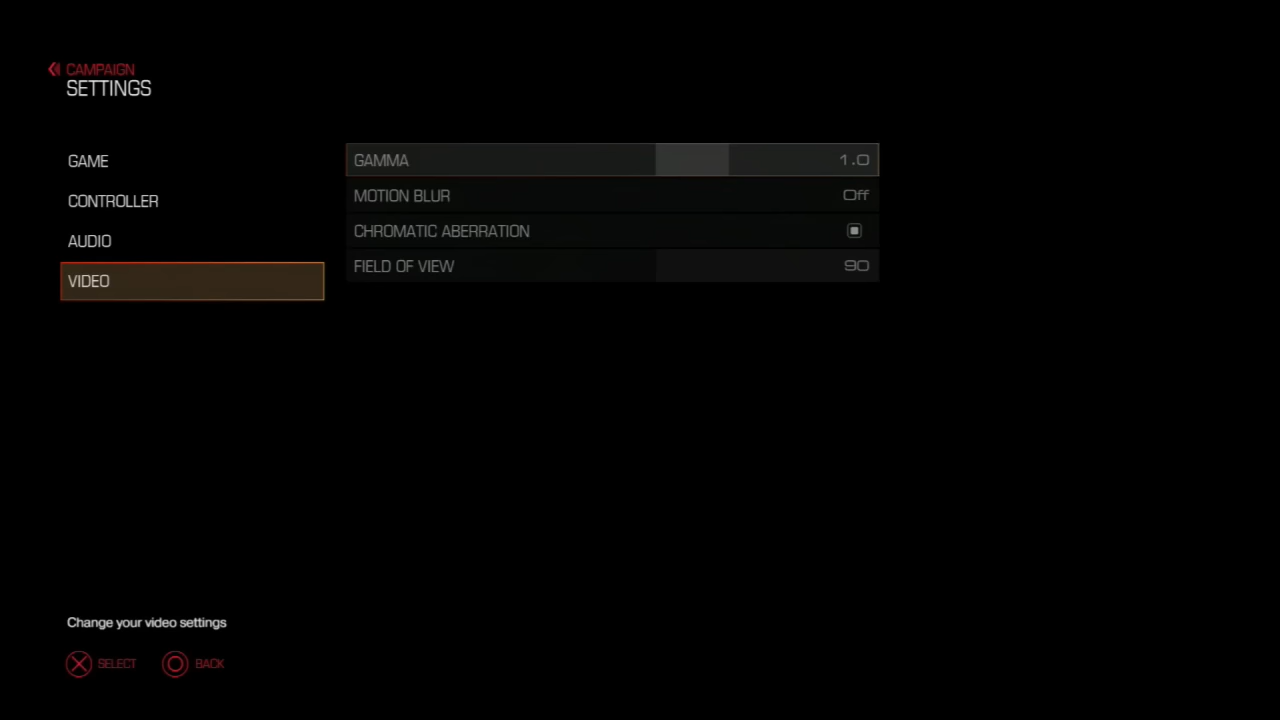 CAMPAIGN
SETTINGS
GAME
CONTROLLER
AUDIO
VIDEO
GAMMA 1.0
MOTION BLUR Off
CHROMATIC ABERRATION
FIELD OF VIEW 90
Change your video settings
SELECT BACK